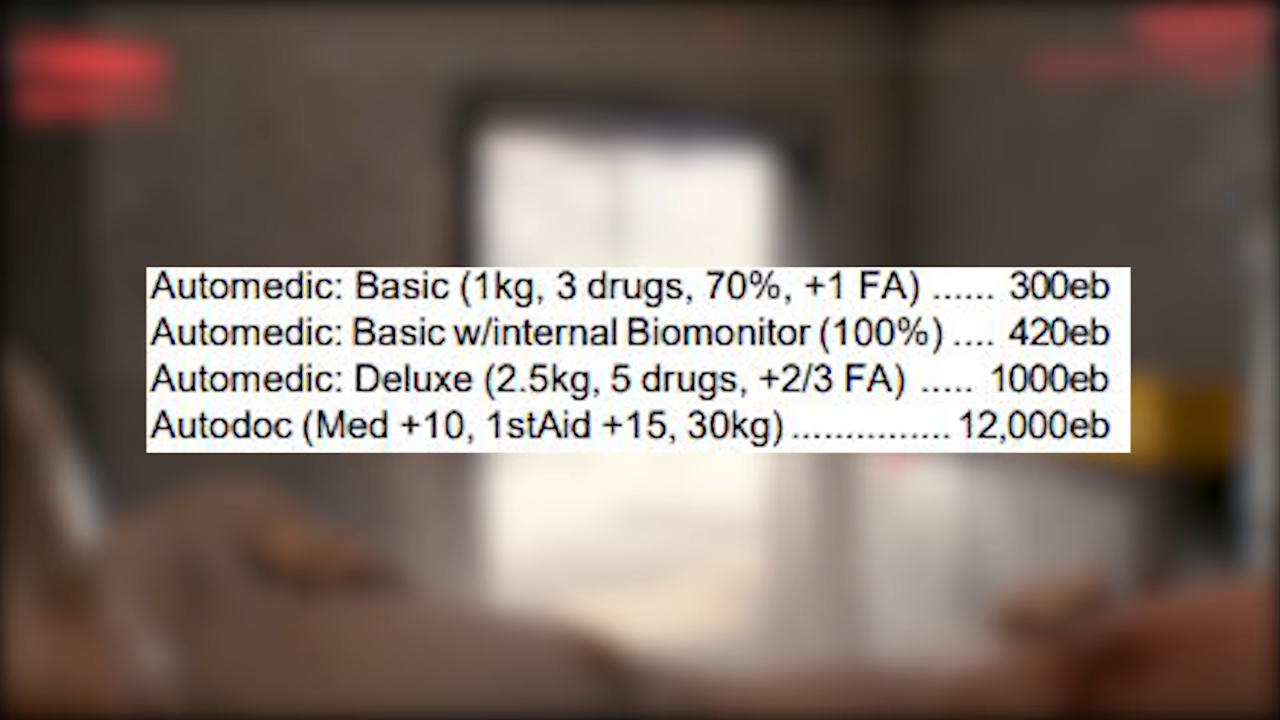 Automedic: Basic (1kg, 3 drugs, 70%, +1 FA) ...... 300eb
Automedic: Basic w/internal Biomonitor (100%) .... 420eb
Automedic: Deluxe (2.5kg, 5 drugs, +2/3 FA) ..... 1000eb
Autodoc (Med +10, 1stAid +15, 30kg) ............... 12,000eb